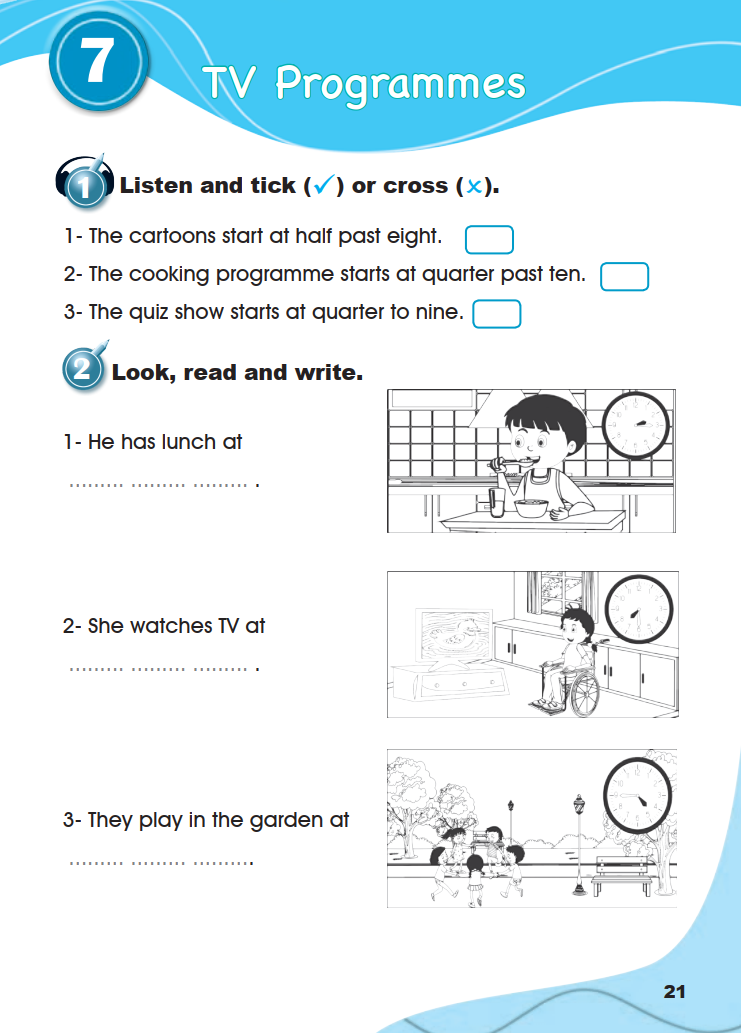 7
TV Programmes
1 Listen and tick (✓) or cross (x).
1- The cartoons start at half past eight.
2- The cooking programme starts at quarter past ten.
3- The quiz show starts at quarter to nine.
2 Look, read and write.
1- He has lunch at
......... ......... ......... .
2- She watches TV at
......... ......... ......... .
3- They play in the garden at
......... ......... ..........
21